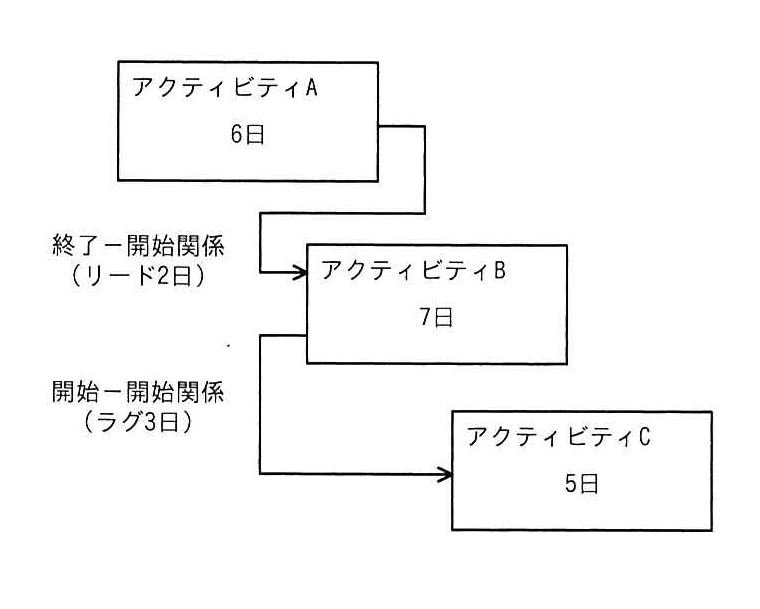 アクティビティA
6日
終了－開始関係
（リード2日）
アクティビティB
7日
開始－開始関係
（ラグ3日）
アクティビティC
5日